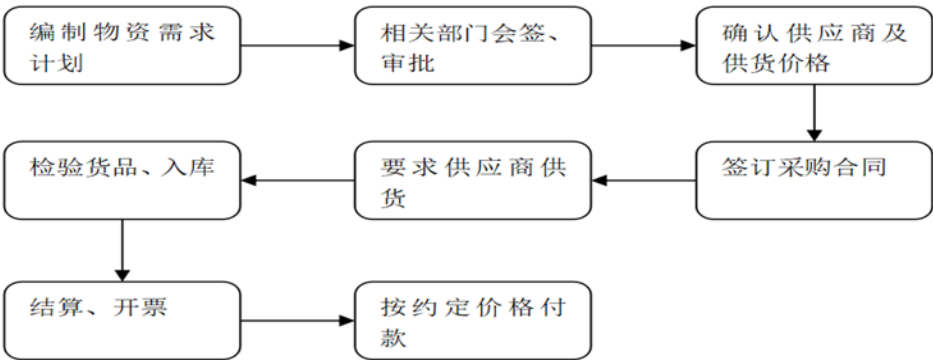 编制物资需求
计划
相关部门会签、
审批
确认供应商及
供货价格
签订采购合同
要求供应商供
货
检验货品、入库
结算、开票
按约定价格付
款